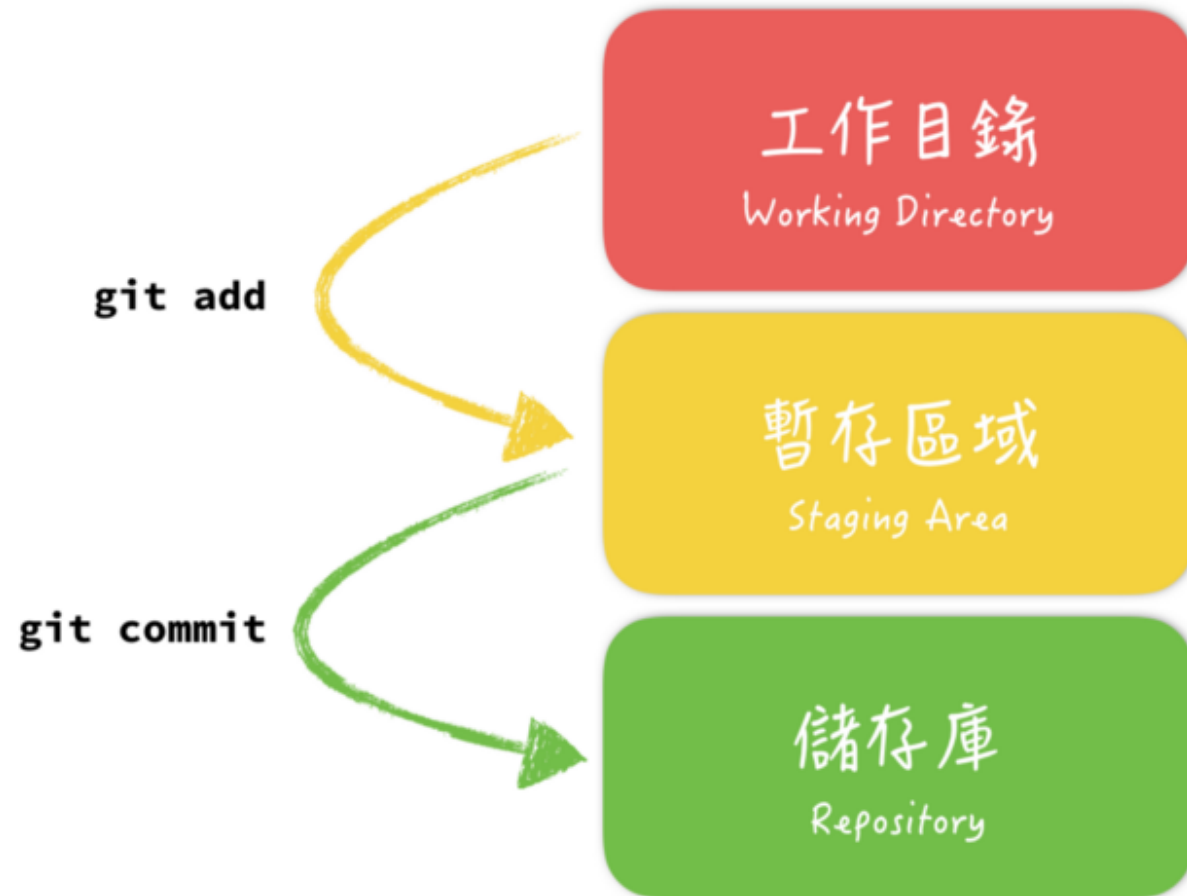 工作目錄
Working Directory
git add
暫存區域
Staging Area
git commit
儲存庫
Repository